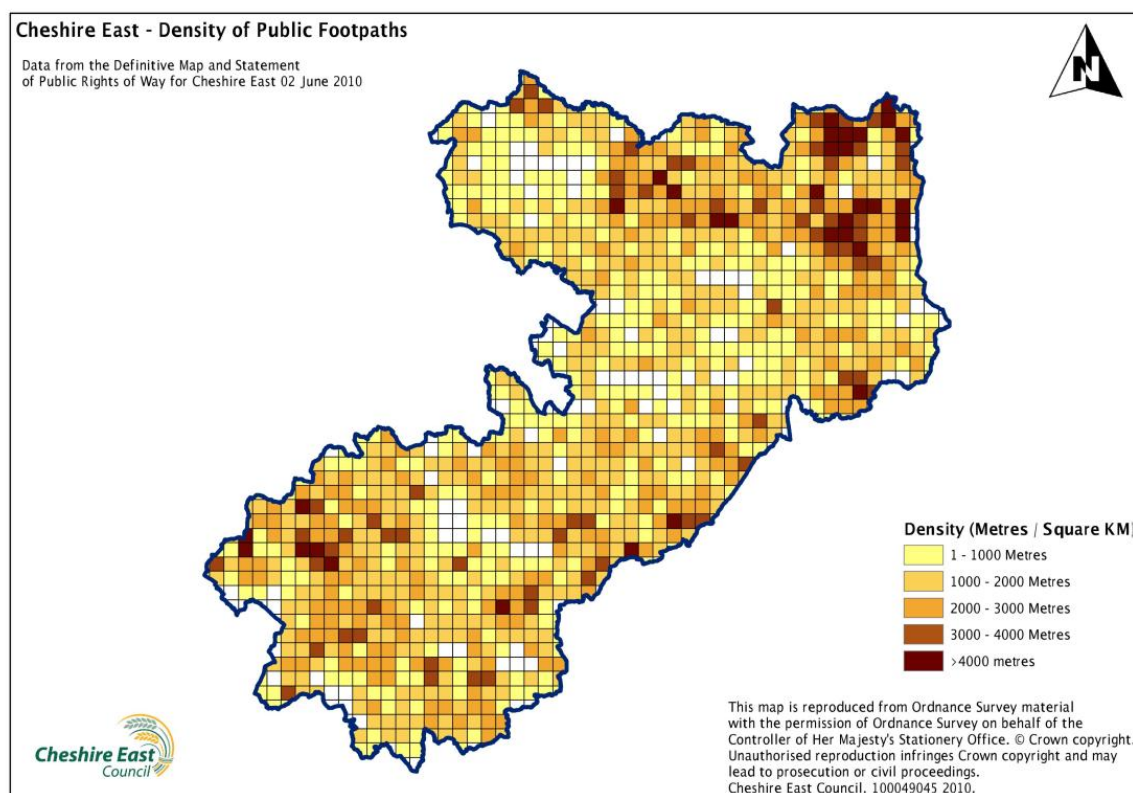 Cheshire East - Density of Public Footpaths
Data from the Definitive Map and Statement
of Public Rights of Way for Cheshire East 02 June 2010
N
Density (Metres / Square KM)
1 - 1000 Metres
1000 - 2000 Metres
2000 - 3000 Metres
3000 - 4000 Metres
>4000 metres
This map is reproduced from Ordnance Survey material
with the permission of Ordnance Survey on behalf of the
Controller of Her Majesty's Stationery Office. © Crown copyright.
Unauthorised reproduction infringes Crown copyright and may
lead to prosecution or civil proceedings.
Cheshire East Council. 100049045 2010.
Cheshire East
Council